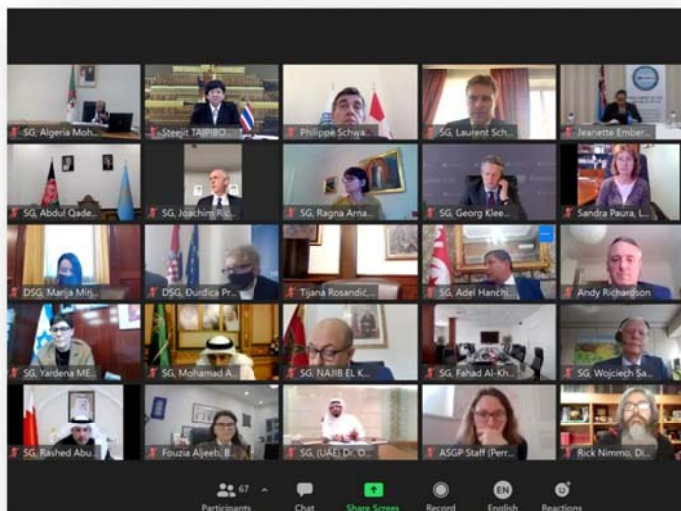 SG, Algeria Moh...
Steejit TAIPIBO...
Philippe Schwa...
SG, Laurent Sch...
Jeanette Ember...
SG, Abdul Qade...
SG, Joachim Ric...
SG, Ragna Arna...
SG, Georg Klee...
Sandra Paura, L...
DSG, Marija Mirj...
DSG, Đurđica Pr...
Tijana Rosandić,...
SG, Adel Hanchi...
Andy Richardson
SG, Yardena ME...
SG, Mohamad A...
SG, NAJIB EL K...
SG, Fahad Al-Kh...
SG, Wojciech Sa...
SG, Rashed Abu...
Fouzia Aljeeb, B...
SG, (UAE) Dr. O...
ASGP Staff (Perr...
Rick Nimmo, Di...
67
EN
Participants
Chat
Share Screen
Record
English
Reactions